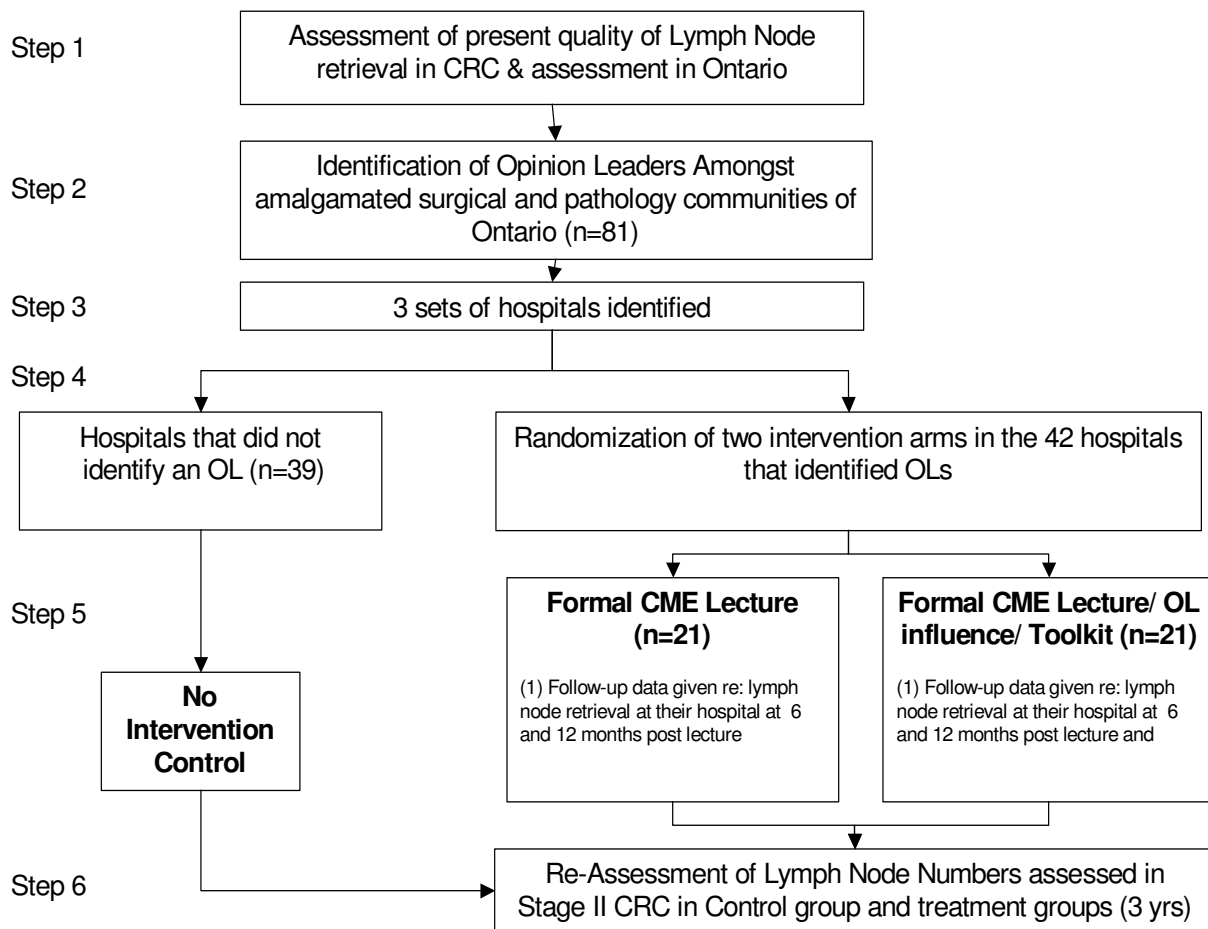 Step 1
Assessment of present quality of Lymph Node
retrieval in CRC & assessment in Ontario
Step 2
Identification of Opinion Leaders Amongst
amalgamated surgical and pathology communities of
Ontario (n=81)
Step 3
3 sets of hospitals identified
Step 4
Hospitals that did not
identify an OL (n=39)
Randomization of two intervention arms in the 42 hospitals
that identified OLs
Step 5
No
Intervention
Control
Formal CME Lecture
(n=21)
(1) Follow-up data given re: lymph
node retrieval at their hospital at 6
and 12 months post lecture
Formal CME Lecture/ OL
influence/ Toolkit (n=21)
(1) Follow-up data given re: lymph
node retrieval at their hospital at 6
and 12 months post lecture and
Step 6
Re-Assessment of Lymph Node Numbers assessed in
Stage II CRC in Control group and treatment groups (3 yrs)